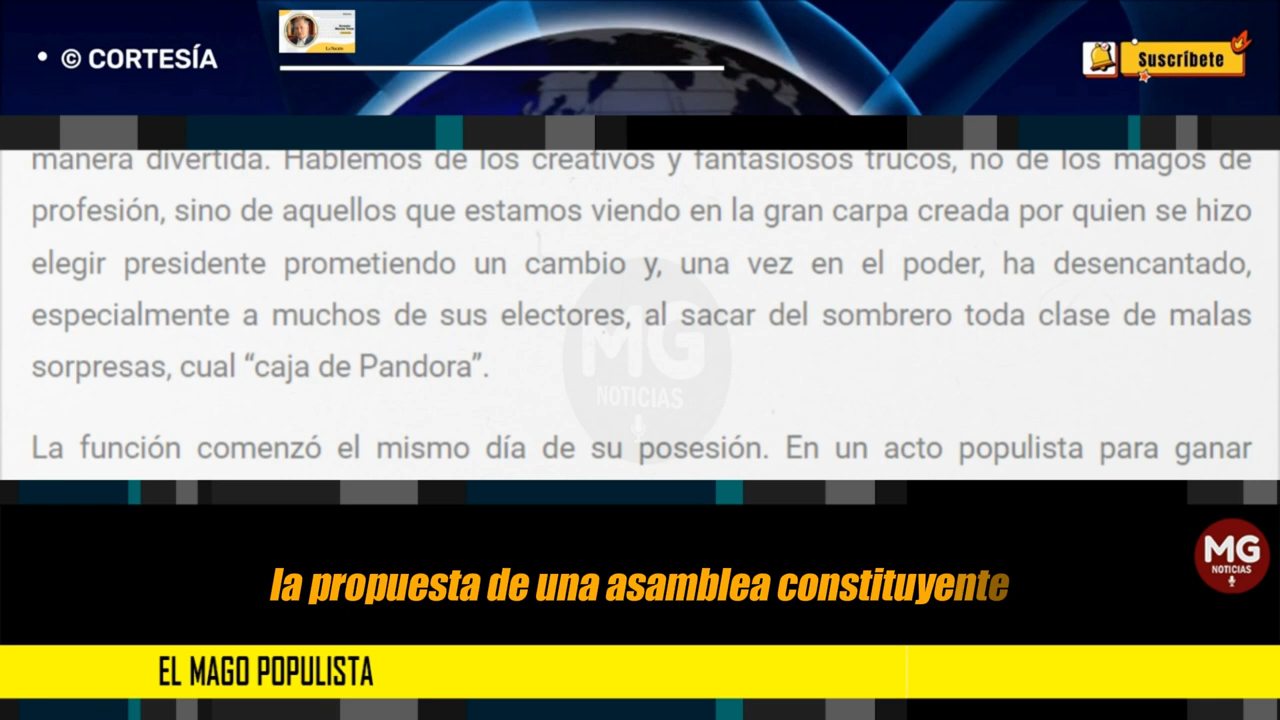 • © CORTESÍA
Suscríbete
manera divertida. Hablemos de los creativos y fantasiosos trucos, no de los magos de
profesión, sino de aquellos que estamos viendo en la gran carpa creada por quien se hizo
elegir presidente prometiendo un cambio y, una vez en el poder, ha desencantado,
especialmente a muchos de sus electores, al sacar del sombrero toda clase de malas
sorpresas, cual “caja de Pandora”.
MG
NOTICIAS
La función comenzó el mismo día de su posesión. En un acto populista para ganar
MG
NOTICIAS
la propuesta de una asamblea constituyente
EL MAGO POPULISTA